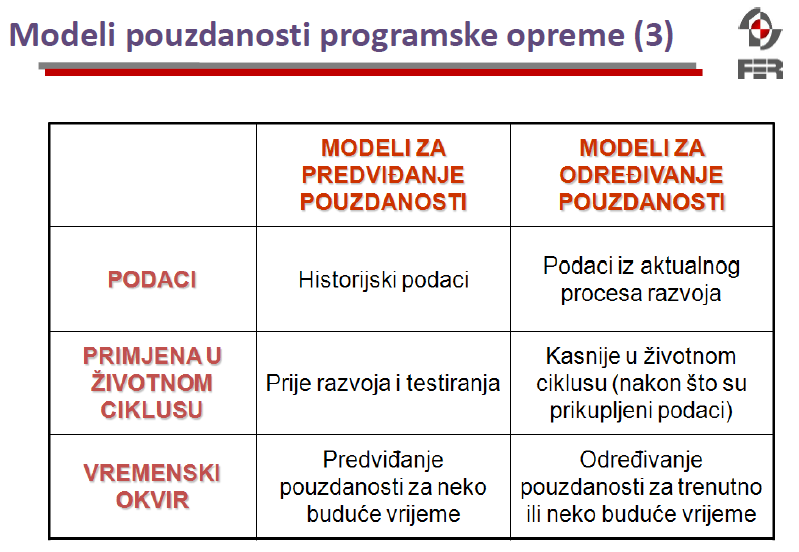 Modeli pouzdanosti programske opreme (3)
FER
MODELI ZA
PREDVIĐANJE
POUZDANOSTI
MODELI ZA
ODREĐIVANJE
POUZDANOSTI
PODACI
Historijski podaci
Podaci iz aktualnog
procesa razvoja
PRIMJENA U
ŽIVOTNOM
CIKLUSU
Prije razvoja i testiranja
Kasnije u životnom
ciklusu (nakon što su
prikupljeni podaci)
VREMENSKI
OKVIR
Predviđanje
pouzdanosti za neko
buduće vrijeme
Određivanje
pouzdanosti za trenutno
ili neko buduće vrijeme